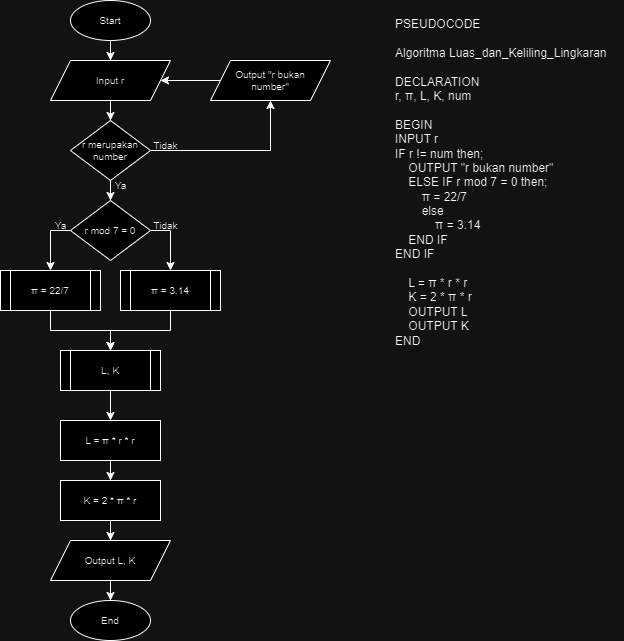 Start
Input r
Output "r bukan
number"
r merupakan
number
Tidak
Ya
r mod 7 = 0
Ya
Tidak
π = 22/7
π = 3.14
L, K
L = π * r * r
K = 2 * π * r
Output L, K
End
PSEUDOCODE
Algoritma Luas_dan_Keliling_Lingkaran
DECLARATION
r, π, L, K, num
BEGIN
INPUT r
IF r != num then;
OUTPUT "r bukan number"
ELSE IF r mod 7 = 0 then;
π = 22/7
else
π = 3.14
END IF
END IF
L = π * r * r
K = 2 * π * r
OUTPUT L
OUTPUT K
END